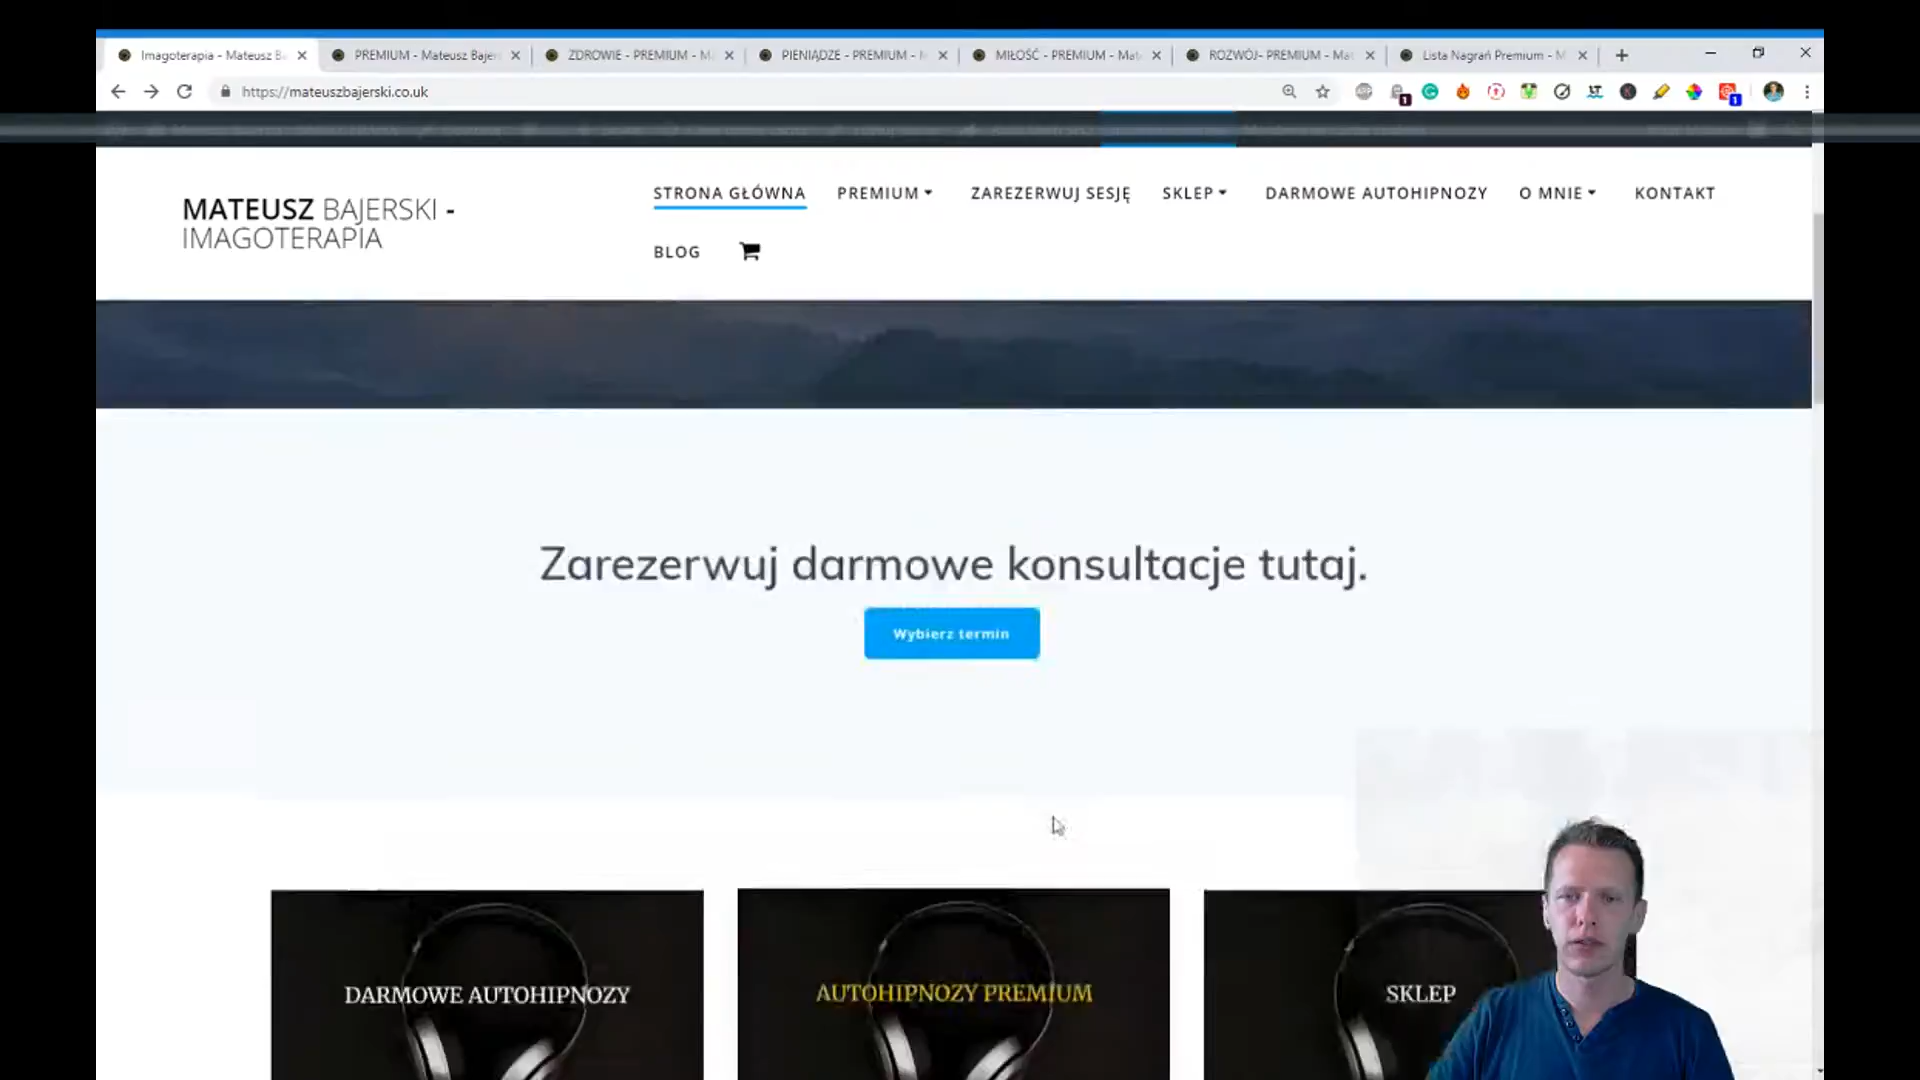 Imagoterapia - Mateusz B
PREMIUM - Mateusz Bajer
ZDROWIE - PREMIUM - M
PIENIĄDZE - PREMIUM -
MIŁOŚĆ - PREMIUM - Mat
ROZWÓJ- PREMIUM - Ma
Lista Nagrań Premium - M
https://mateuszbajerski.co.uk
MATEUSZ BAJERSKI -
IMAGOTERAPIA
STRONA GŁÓWNA
PREMIUM
ZAREZERWUJ SESJĘ
SKLEP
DARMOWE AUTOHIPNOZY
O MNIE
KONTAKT
BLOG
Zarezerwuj darmowe konsultacje tutaj.
Wybierz termin
DARMOWE AUTOHIPNOZY
AUTOHIPNOZY PREMIUM
SKLEP